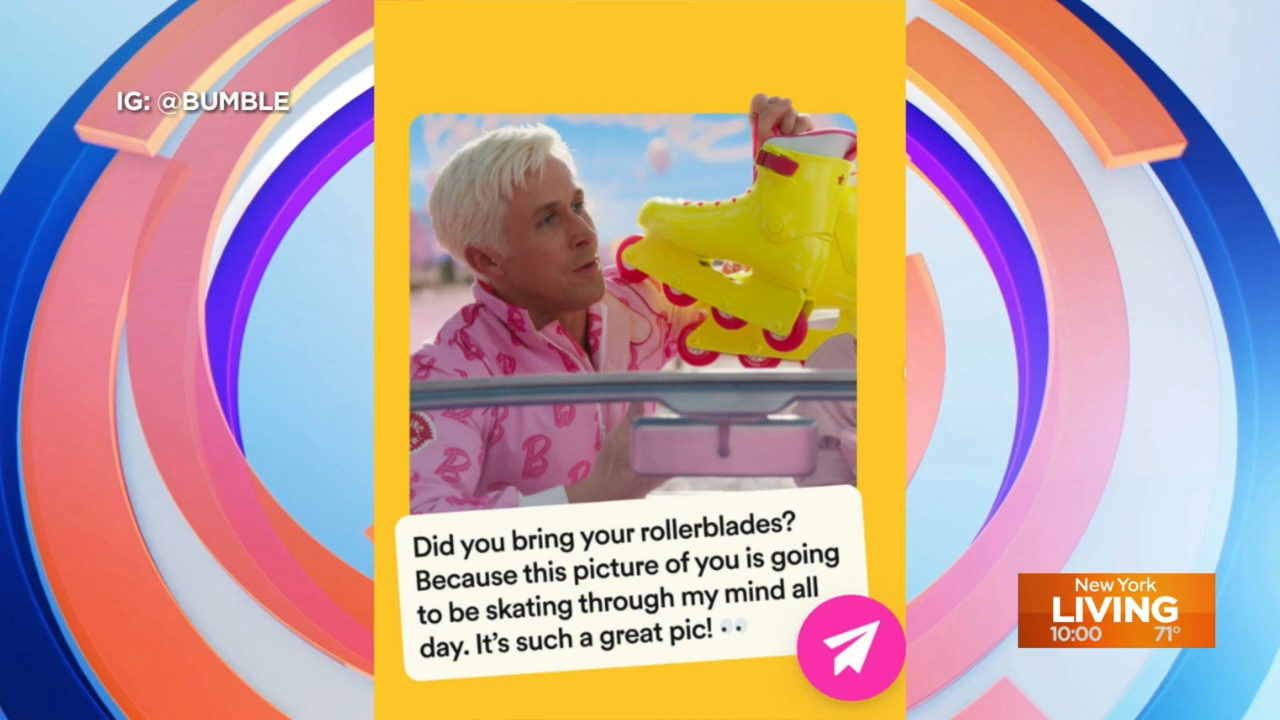 IG: @BUMBLE
Did you bring your rollerblades?
Because this picture of you is going
to be skating through my mind all
day. It's such a great pic! 👀
New York
LIVING
10:00 71°
B
B
B